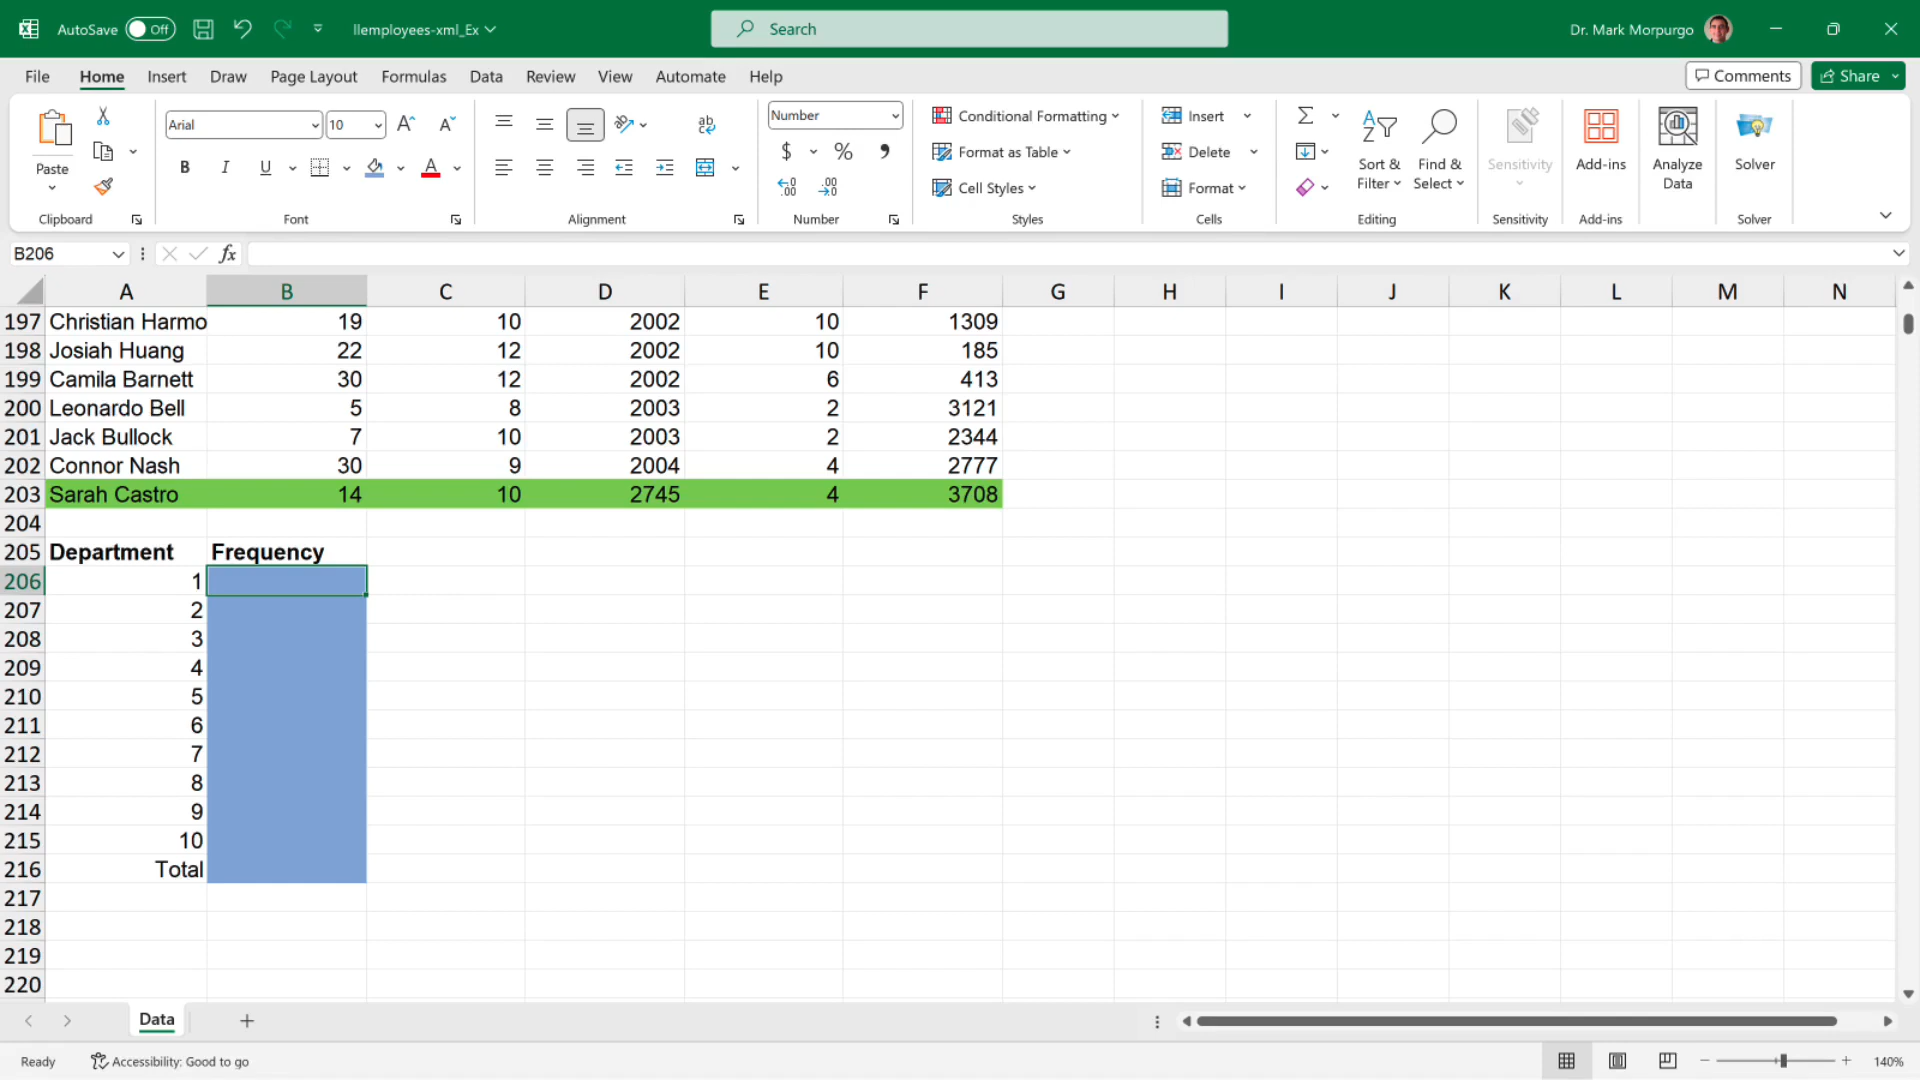 AutoSave Off llemployees-xml_Ex Search Dr. Mark Morpurgo
File Home Insert Draw Page Layout Formulas Data Review View Automate Help Comments Share
Paste
Clipboard
Arial 10
B I U A
Font
ab
Alignment
Number
$ % 9
.00 .00
Number
Conditional Formatting
Format as Table
Cell Styles
Styles
Insert
Delete
Format
Cells
Σ
Sort & Filter
Find & Select
Editing
Sensitivity
Sensitivity
Add-ins
Add-ins
Analyze Data
Solver
Solver
B206 fx
A B C D E F G H I J K L M N
197 Christian Harmo 19 10 2002 10 1309
198 Josiah Huang 22 12 2002 10 185
199 Camila Barnett 30 12 2002 6 413
200 Leonardo Bell 5 8 2003 2 3121
201 Jack Bullock 7 10 2003 2 2344
202 Connor Nash 30 9 2004 4 2777
203 Sarah Castro 14 10 2745 4 3708
204
205 Department Frequency
206 1
207 2
208 3
209 4
210 5
211 6
212 7
213 8
214 9
215 10
216 Total
217
218
219
220
Data
Ready Accessibility: Good to go 140%